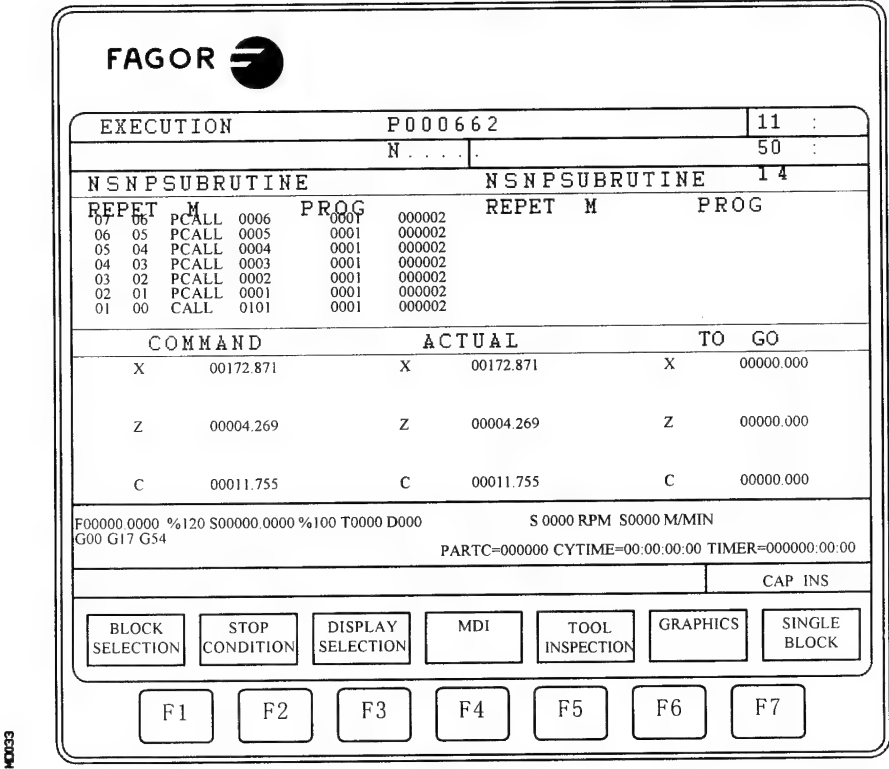 FAGOR
EXECUTION P000662 11 :
N. . . . . 50 :
14
NSNPSUBRUTINE NSNPSUBRUTINE
REPET M PROG REPET M PROG
07 06 PCALL 0006 0001 000002
06 05 PCALL 0005 0001 000002
05 04 PCALL 0004 0001 000002
04 03 PCALL 0003 0001 000002
03 02 PCALL 0002 0001 000002
02 01 PCALL 0001 0001 000002
01 00 CALL 0101 0001 000002
COMMAND ACTUAL TO GO
X 00172.871 X 00172.871 X 00000.000
Z 00004.269 Z 00004.269 Z 00000.000
C 00011.755 C 00011.755 C 00000.000
F00000.0000 %120 S00000.0000 %100 T0000 D000 S 0000 RPM S0000 M/MIN
G00 G17 G54
PARTC=000000 CYTIME=00:00:00:00 TIMER=000000:00:00
CAP INS
BLOCK SELECTION
STOP CONDITION
DISPLAY SELECTION
MDI
TOOL INSPECTION
GRAPHICS
SINGLE BLOCK
F1 F2 F3 F4 F5 F6 F7
MD033